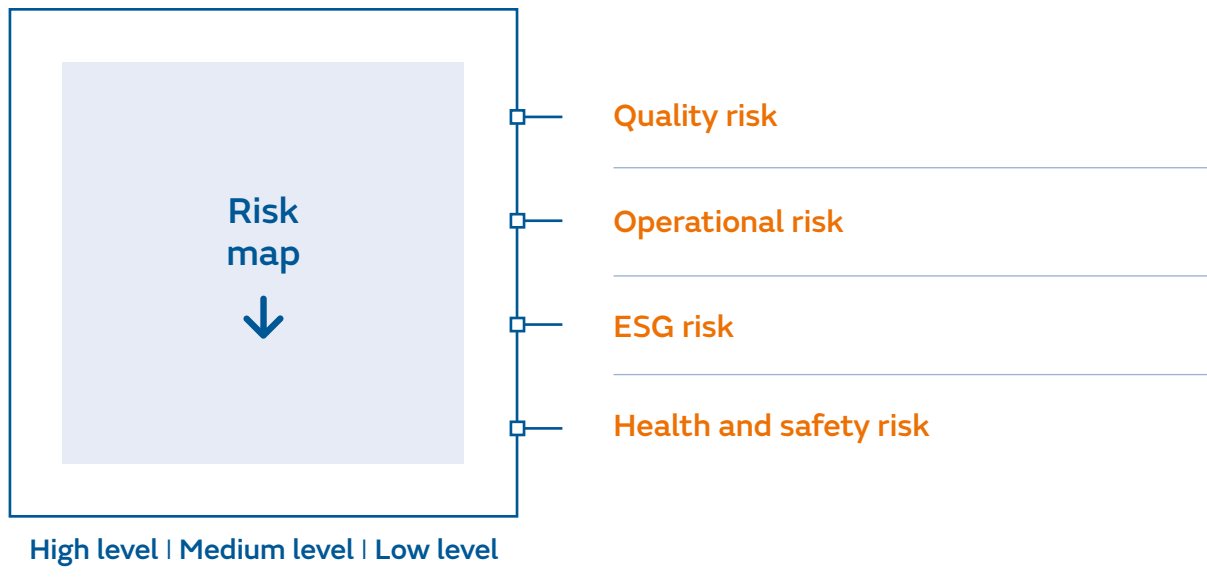 Risk
map
Quality risk
Operational risk
ESG risk
Health and safety risk
High level | Medium level | Low level